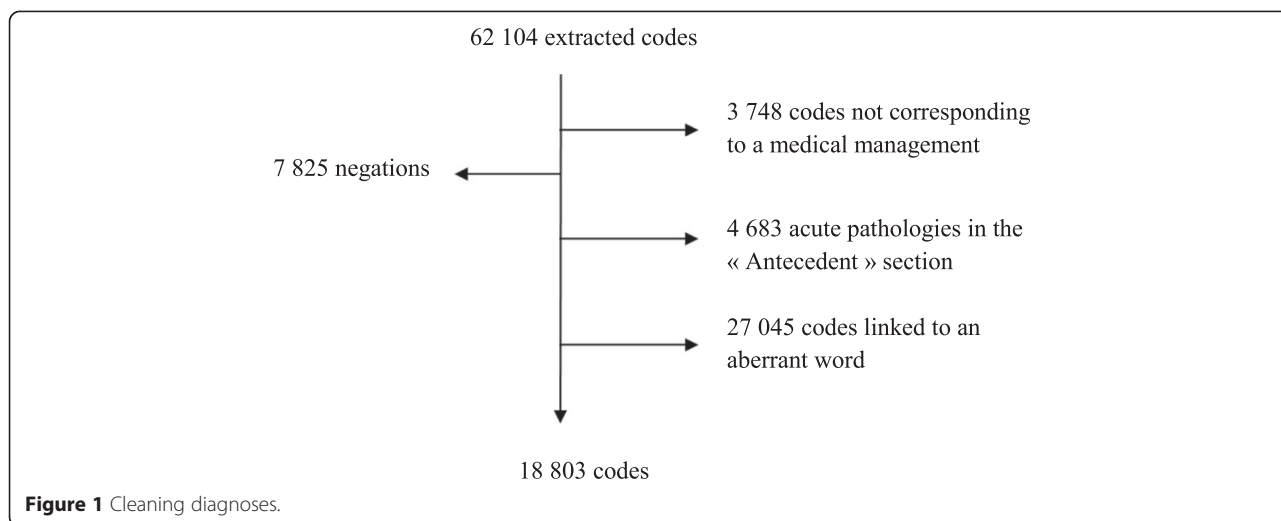 62 104 extracted codes
3 748 codes not corresponding
to a medical management
7 825 negations
4 683 acute pathologies in the
« Antecedent » section
27 045 codes linked to an
aberrant word
18 803 codes
Figure 1 Cleaning diagnoses.